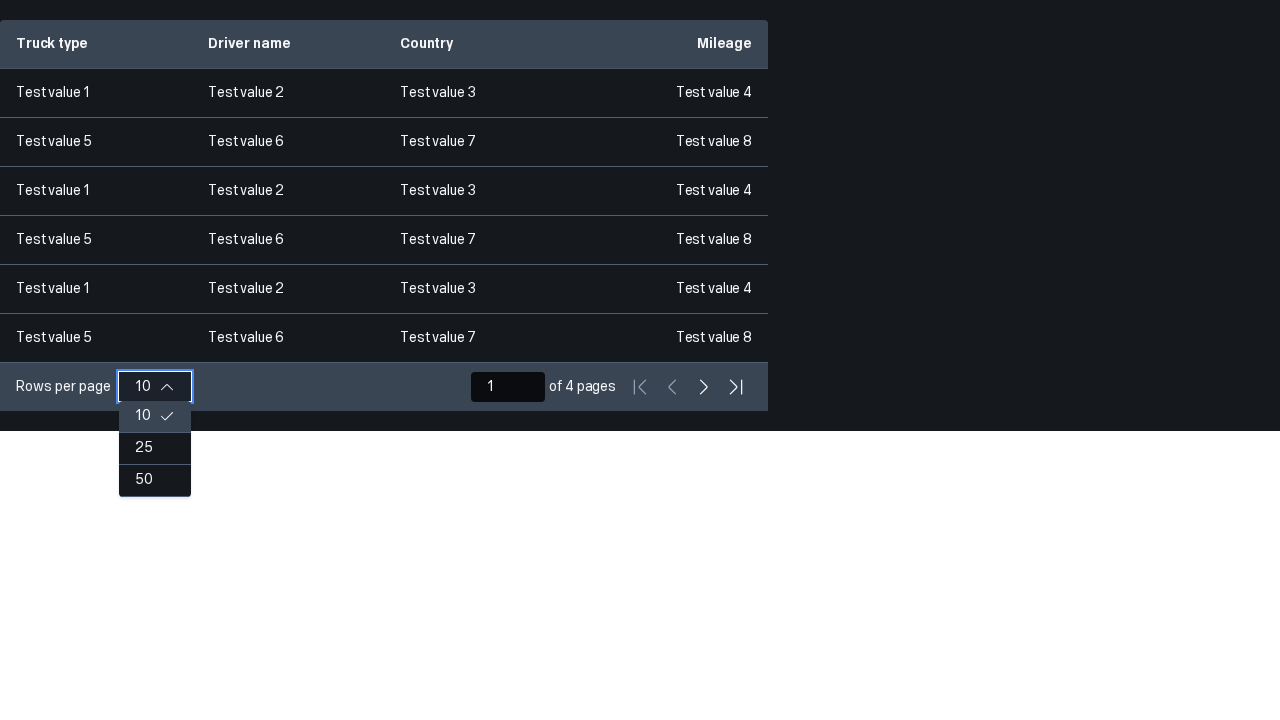 Truck type Driver name Country Mileage
Test value 1 Test value 2 Test value 3 Test value 4
Test value 5 Test value 6 Test value 7 Test value 8
Test value 1 Test value 2 Test value 3 Test value 4
Test value 5 Test value 6 Test value 7 Test value 8
Test value 1 Test value 2 Test value 3 Test value 4
Test value 5 Test value 6 Test value 7 Test value 8
Rows per page 10 1 of 4 pages
10
25
50